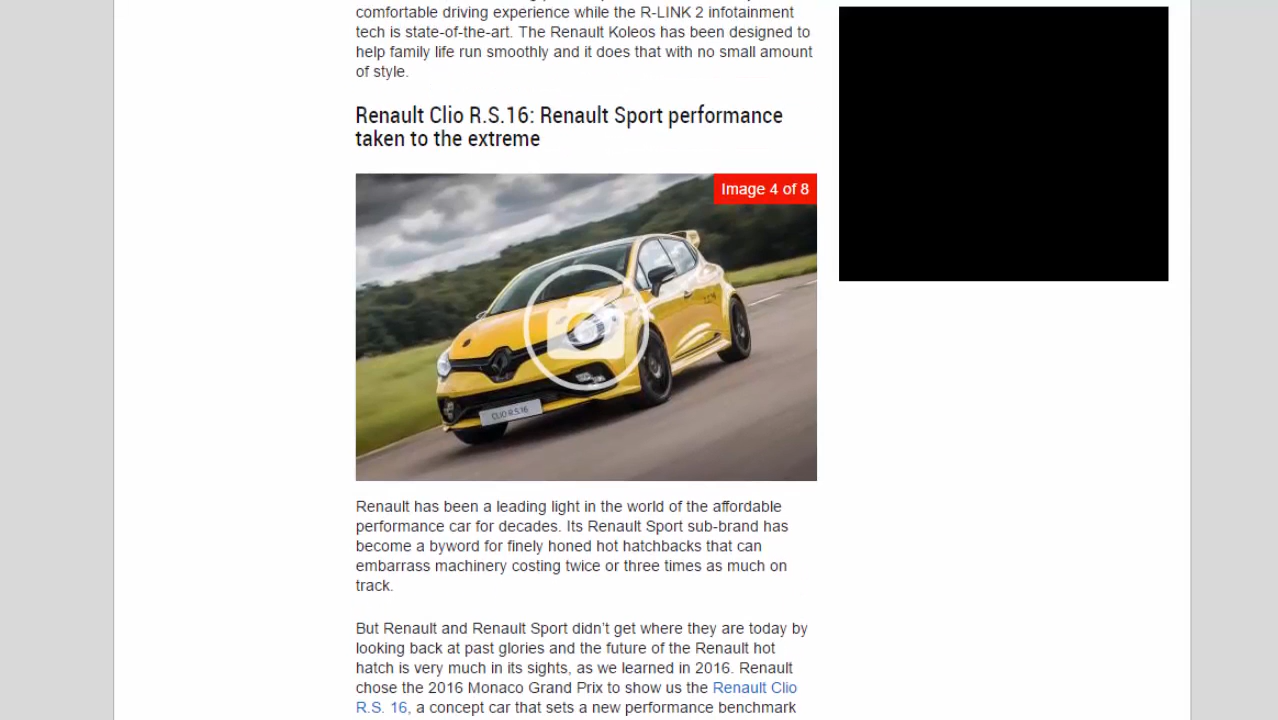 comfortable driving experience while the R-LINK 2 infotainment
tech is state-of-the-art. The Renault Koleos has been designed to
help family life run smoothly and it does that with no small amount
of style.
Renault Clio R.S.16: Renault Sport performance
taken to the extreme
Image 4 of 8
CLIO R.S.16
Renault has been a leading light in the world of the affordable
performance car for decades. Its Renault Sport sub-brand has
become a byword for finely honed hot hatchbacks that can
embarrass machinery costing twice or three times as much on
track.
But Renault and Renault Sport didn’t get where they are today by
looking back at past glories and the future of the Renault hot
hatch is very much in its sights, as we learned in 2016. Renault
chose the 2016 Monaco Grand Prix to show us the Renault Clio
R.S. 16, a concept car that sets a new performance benchmark